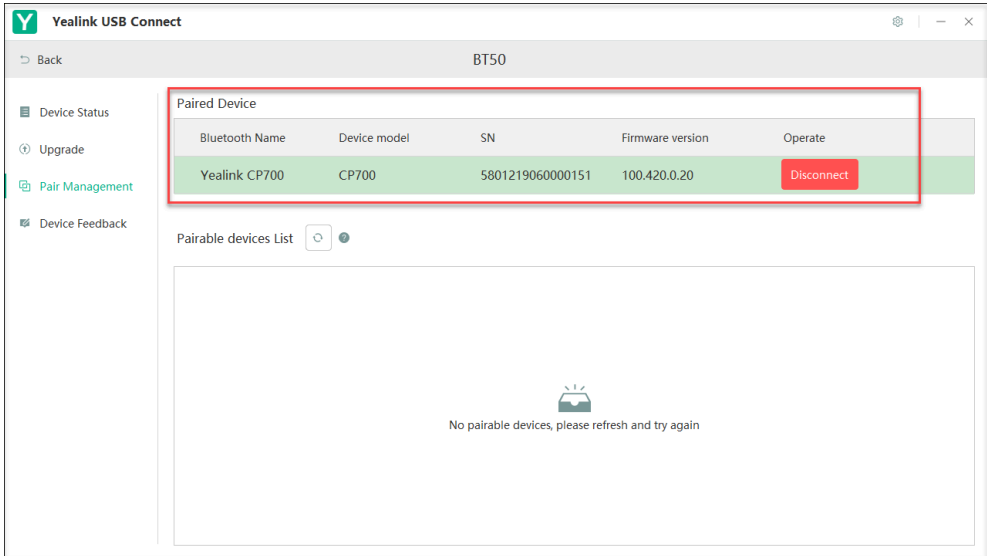 Y Yealink USB Connect
Back BT50
Device Status
Upgrade
Pair Management
Device Feedback
Paired Device
Bluetooth Name Device model SN Firmware version Operate
Yealink CP700 CP700 5801219060000151 100.420.0.20 Disconnect
Pairable devices List ?
No pairable devices, please refresh and try again